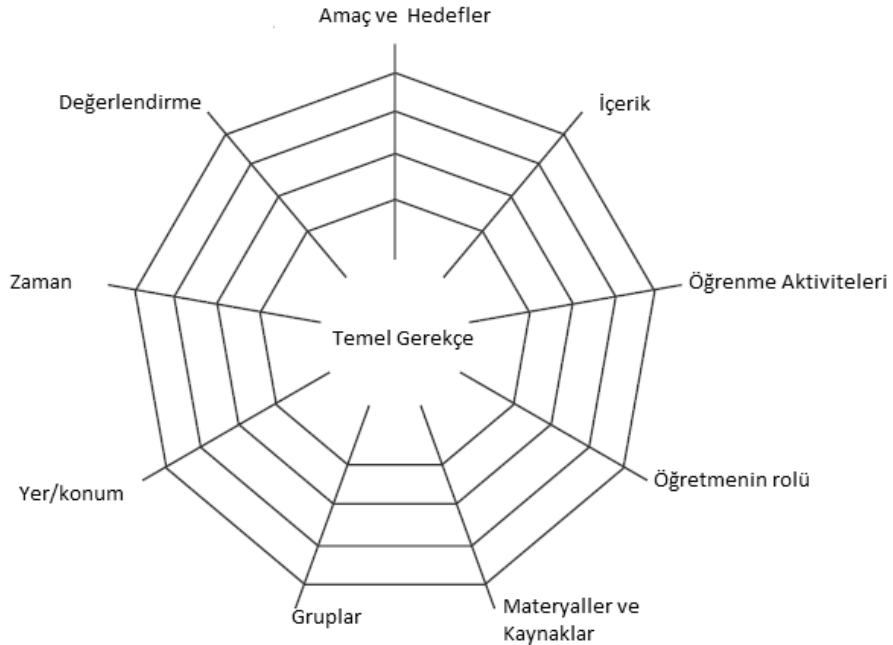 Amaç ve Hedefler
Değerlendirme
İçerik
Zaman
Öğrenme Aktiviteleri
Temel Gerekçe
Yer/konum
Öğretmenin rolü
Gruplar
Materyaller ve
Kaynaklar